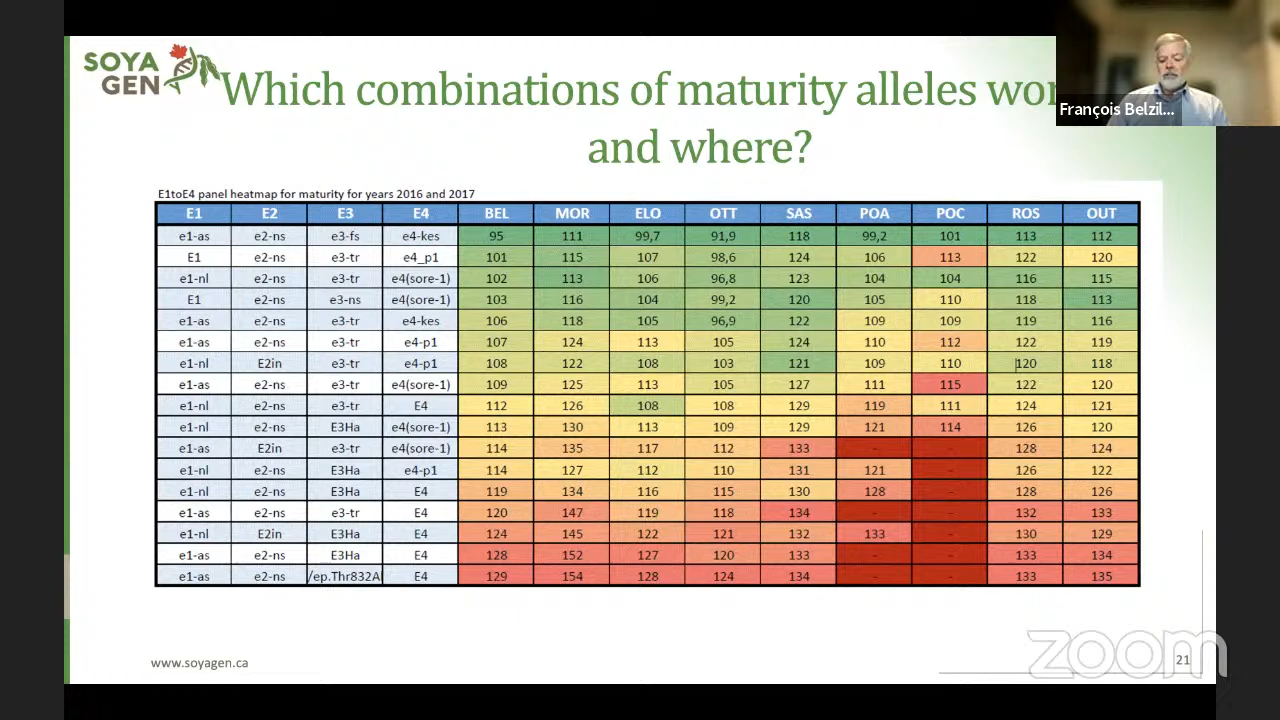 SOYA
GEN
Which combinations of maturity alleles wor
and where?
François Belzil...
E1toE4 panel heatmap for maturity for years 2016 and 2017
E1 E2 E3 E4 BEL MOR ELO OTT SAS POA POC ROS OUT
e1-as e2-ns e3-fs e4-kes 95 111 99,7 91,9 118 99,2 101 113 112
E1 e2-ns e3-tr e4_p1 101 115 107 98,6 124 106 113 122 120
e1-nl e2-ns e3-tr e4(sore-1) 102 113 106 96,8 123 104 104 116 115
E1 e2-ns e3-ns e4(sore-1) 103 116 104 99,2 120 105 110 118 113
e1-as e2-ns e3-tr e4-kes 106 118 105 96,9 122 109 109 119 116
e1-as e2-ns e3-tr e4-p1 107 124 113 105 124 110 112 122 119
e1-nl E2in e3-tr e4-p1 108 122 108 103 121 109 110 120 118
e1-as e2-ns e3-tr e4(sore-1) 109 125 113 105 127 111 115 122 120
e1-nl e2-ns e3-tr E4 112 126 108 108 129 119 111 124 121
e1-nl e2-ns E3Ha e4(sore-1) 113 130 113 109 129 121 114 126 120
e1-as E2in e3-tr e4(sore-1) 114 135 117 112 133 - - 128 124
e1-nl e2-ns E3Ha e4-p1 114 127 112 110 131 121 - 126 122
e1-nl e2-ns E3Ha E4 119 134 116 115 130 128 - 128 126
e1-as e2-ns e3-tr E4 120 147 119 118 134 - - 132 133
e1-nl E2in E3Ha E4 124 145 122 121 132 133 - 130 129
e1-as e2-ns E3Ha E4 128 152 127 120 133 - - 133 134
e1-as e2-ns /ep.Thr832A E4 129 154 128 124 134 - - 133 135
www.soyagen.ca
21
zoom